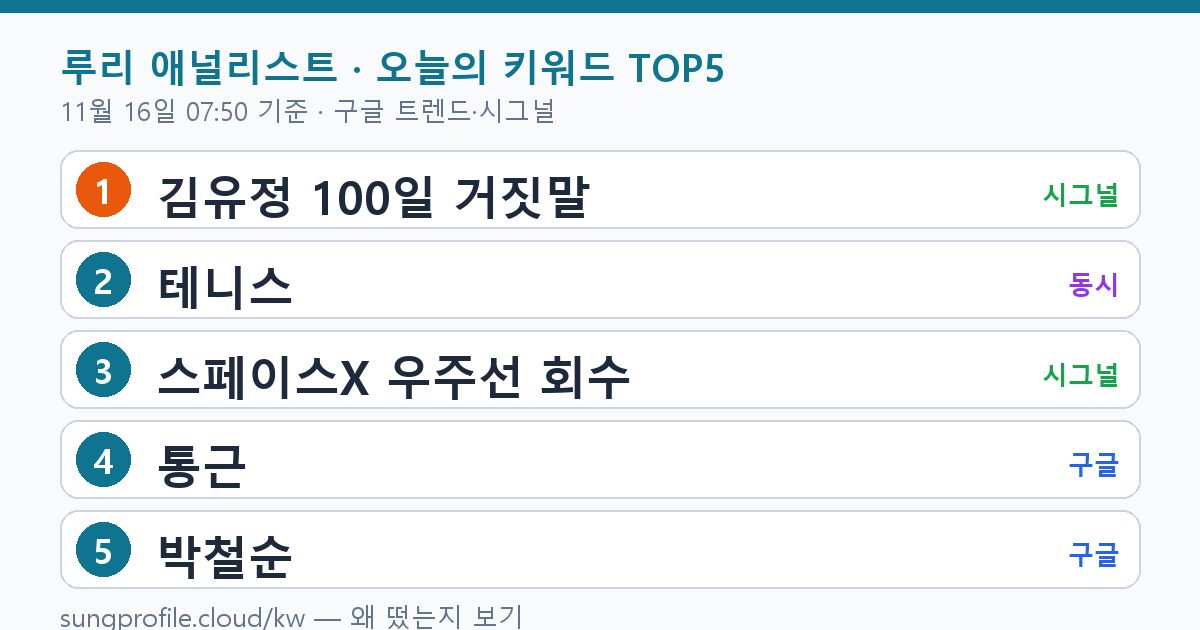 루리 애널리스트 · 오늘의 키워드 TOP5
11월 16일 07:50 기준 · 구글 트렌드·시그널
1 김유정 100일 거짓말 시그널
2 테니스 동시
3 스페이스X 우주선 회수 시그널
4 통근 구글
5 박철순 구글
sungprofile.cloud/kw — 왜 떴는지 보기